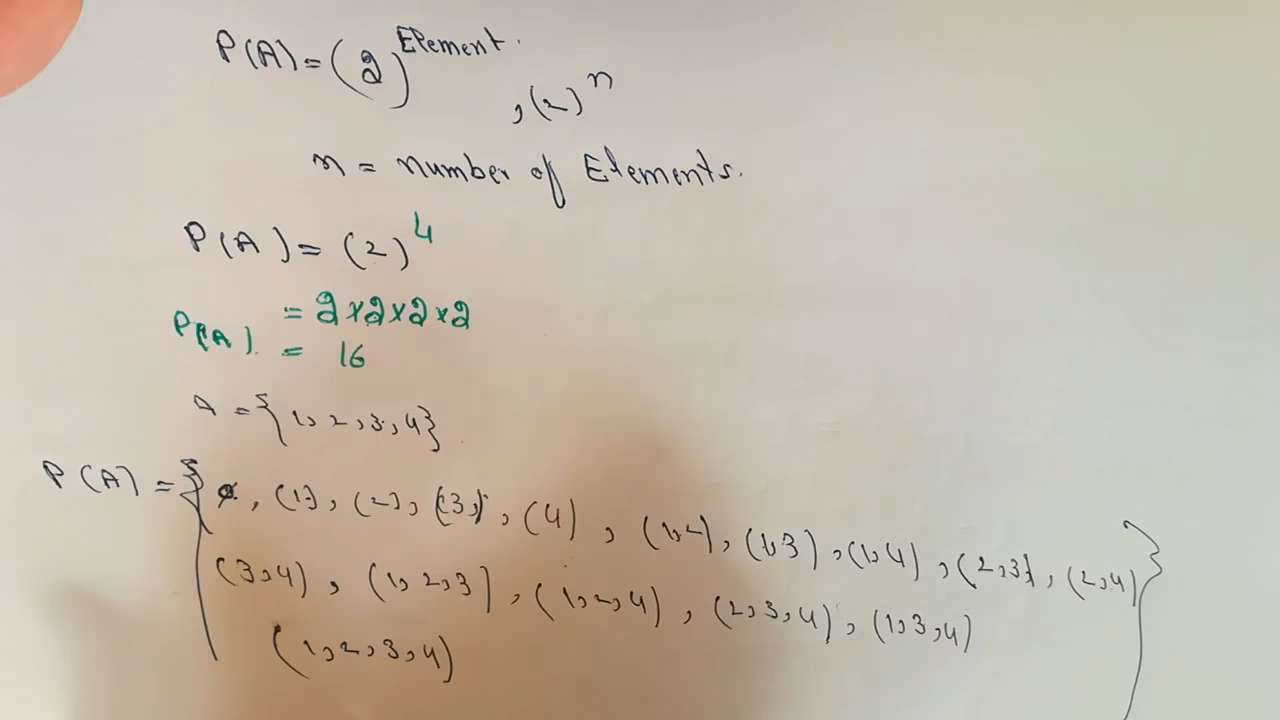 P(A) = (2)^Element.
, (2)^n
n = number of Elements.
P(A) = (2)^4
= 2×2×2×2
P(A) = 16
A = {1, 2, 3, 4}
P(A) = { φ, (1}, (2), (3), (4), (1,2), (1,3), (1,4), (2,3}, (2,4)
(3,4), (1,2,3], (1,2,4), (2,3,4), (1,3,4)
(1,2,3,4) }